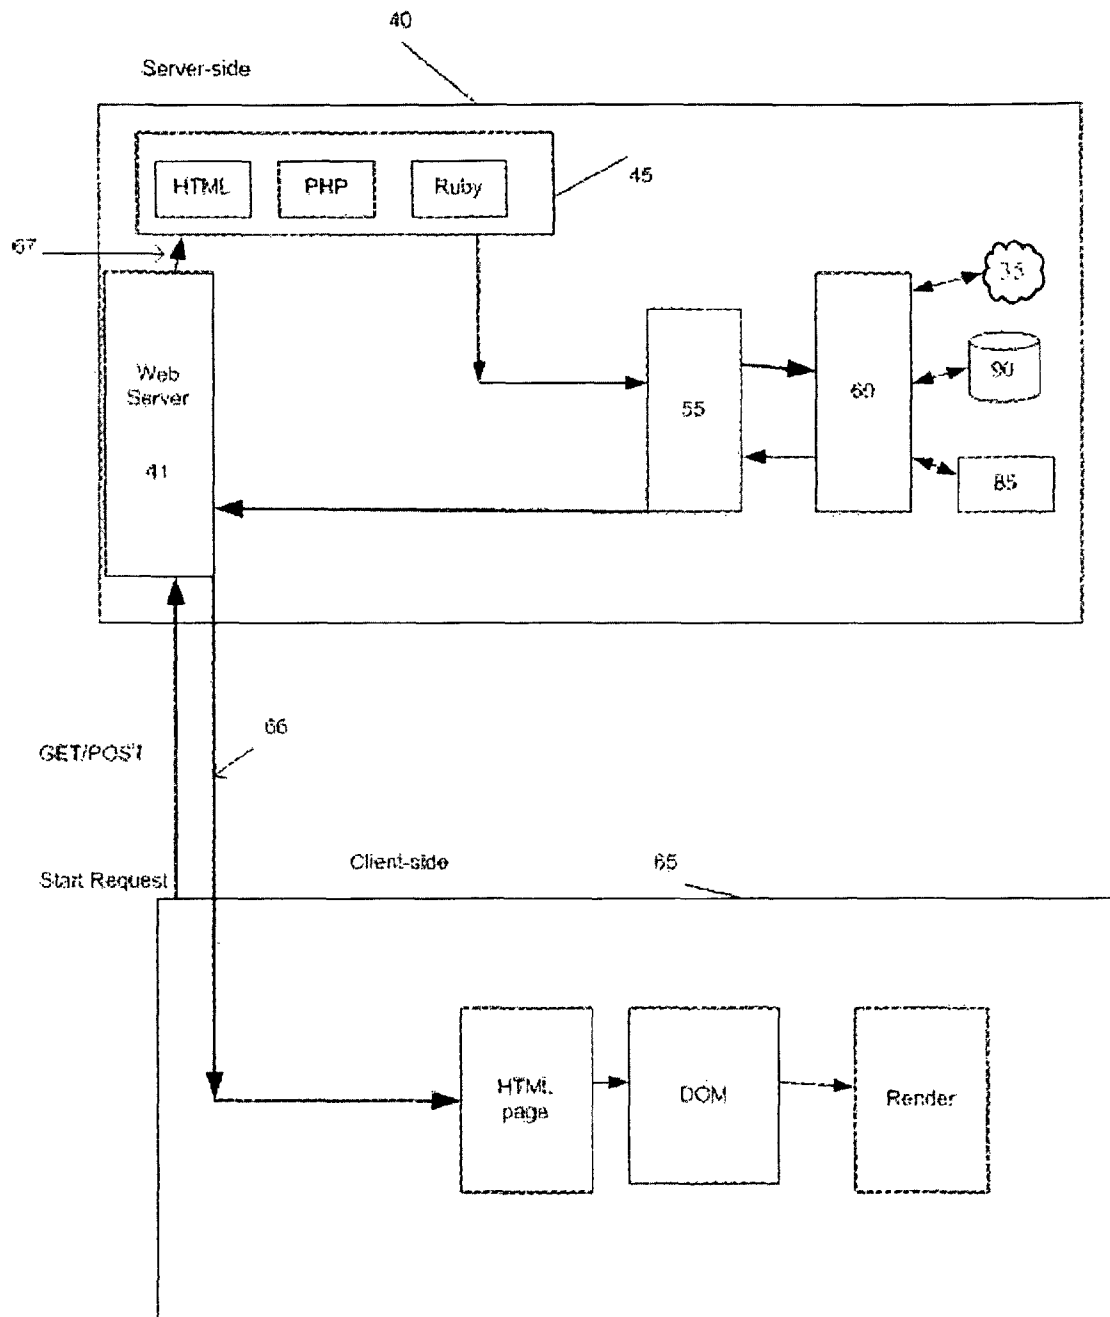 40
Server-side
45
HTML
PHP
Ruby
67
35
Web
Server
41
55
60
90
85
66
GET/POST
Client-side
65
Start Request
HTML
page
DOM
Render